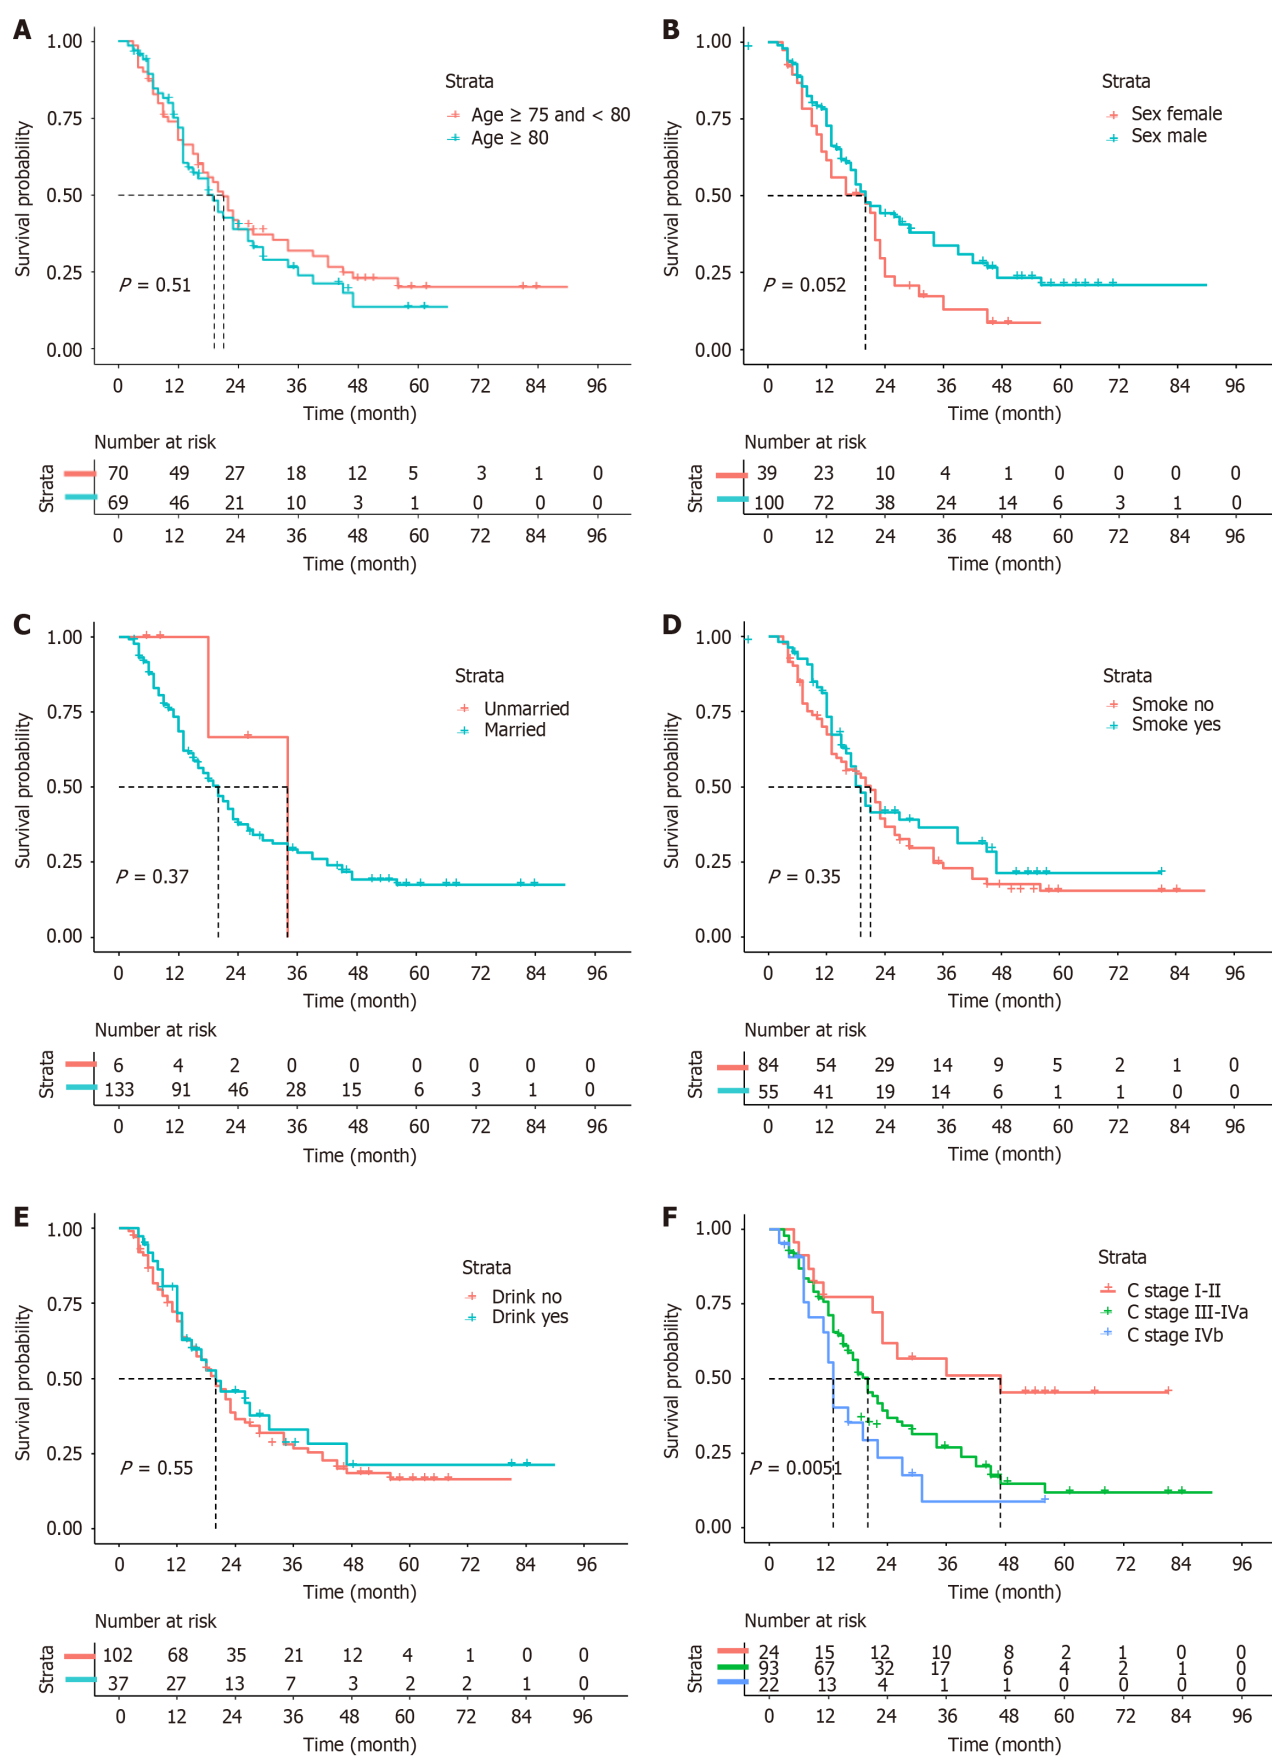 A
Survival probability
1.00
0.75
0.50
0.25
0.00
Strata
Age ≥ 75 and < 80
Age ≥ 80
P = 0.51
0 12 24 36 48 60 72 84 96
Time (month)
Number at risk
Strata
70 49 27 18 12 5 3 1 0
69 46 21 10 3 1 0 0 0
0 12 24 36 48 60 72 84 96
Time (month)
B
Survival probability
1.00
0.75
0.50
0.25
0.00
Strata
Sex female
Sex male
P = 0.052
0 12 24 36 48 60 72 84 96
Time (month)
Number at risk
Strata
39 23 10 4 1 0 0 0 0
100 72 38 24 14 6 3 1 0
0 12 24 36 48 60 72 84 96
Time (month)
C
Survival probability
1.00
0.75
0.50
0.25
0.00
Strata
Unmarried
Married
P = 0.37
0 12 24 36 48 60 72 84 96
Time (month)
Number at risk
Strata
6 4 2 0 0 0 0 0 0
133 91 46 28 15 6 3 1 0
0 12 24 36 48 60 72 84 96
Time (month)
D
Survival probability
1.00
0.75
0.50
0.25
0.00
Strata
Smoke no
Smoke yes
P = 0.35
0 12 24 36 48 60 72 84 96
Time (month)
Number at risk
Strata
84 54 29 14 9 5 2 1 0
55 41 19 14 6 1 1 0 0
0 12 24 36 48 60 72 84 96
Time (month)
E
Survival probability
1.00
0.75
0.50
0.25
0.00
Strata
Drink no
Drink yes
P = 0.55
0 12 24 36 48 60 72 84 96
Time (month)
Number at risk
Strata
102 68 35 21 12 4 1 0 0
37 27 13 7 3 2 2 1 0
0 12 24 36 48 60 72 84 96
Time (month)
F
Survival probability
1.00
0.75
0.50
0.25
0.00
Strata
C stage I-II
C stage III-IVa
C stage IVb
P = 0.0051
0 12 24 36 48 60 72 84 96
Time (month)
Number at risk
Strata
24 15 12 10 8 2 1 0 0
93 67 32 17 6 4 2 1 0
22 13 4 1 1 0 0 0 0
0 12 24 36 48 60 72 84 96
Time (month)